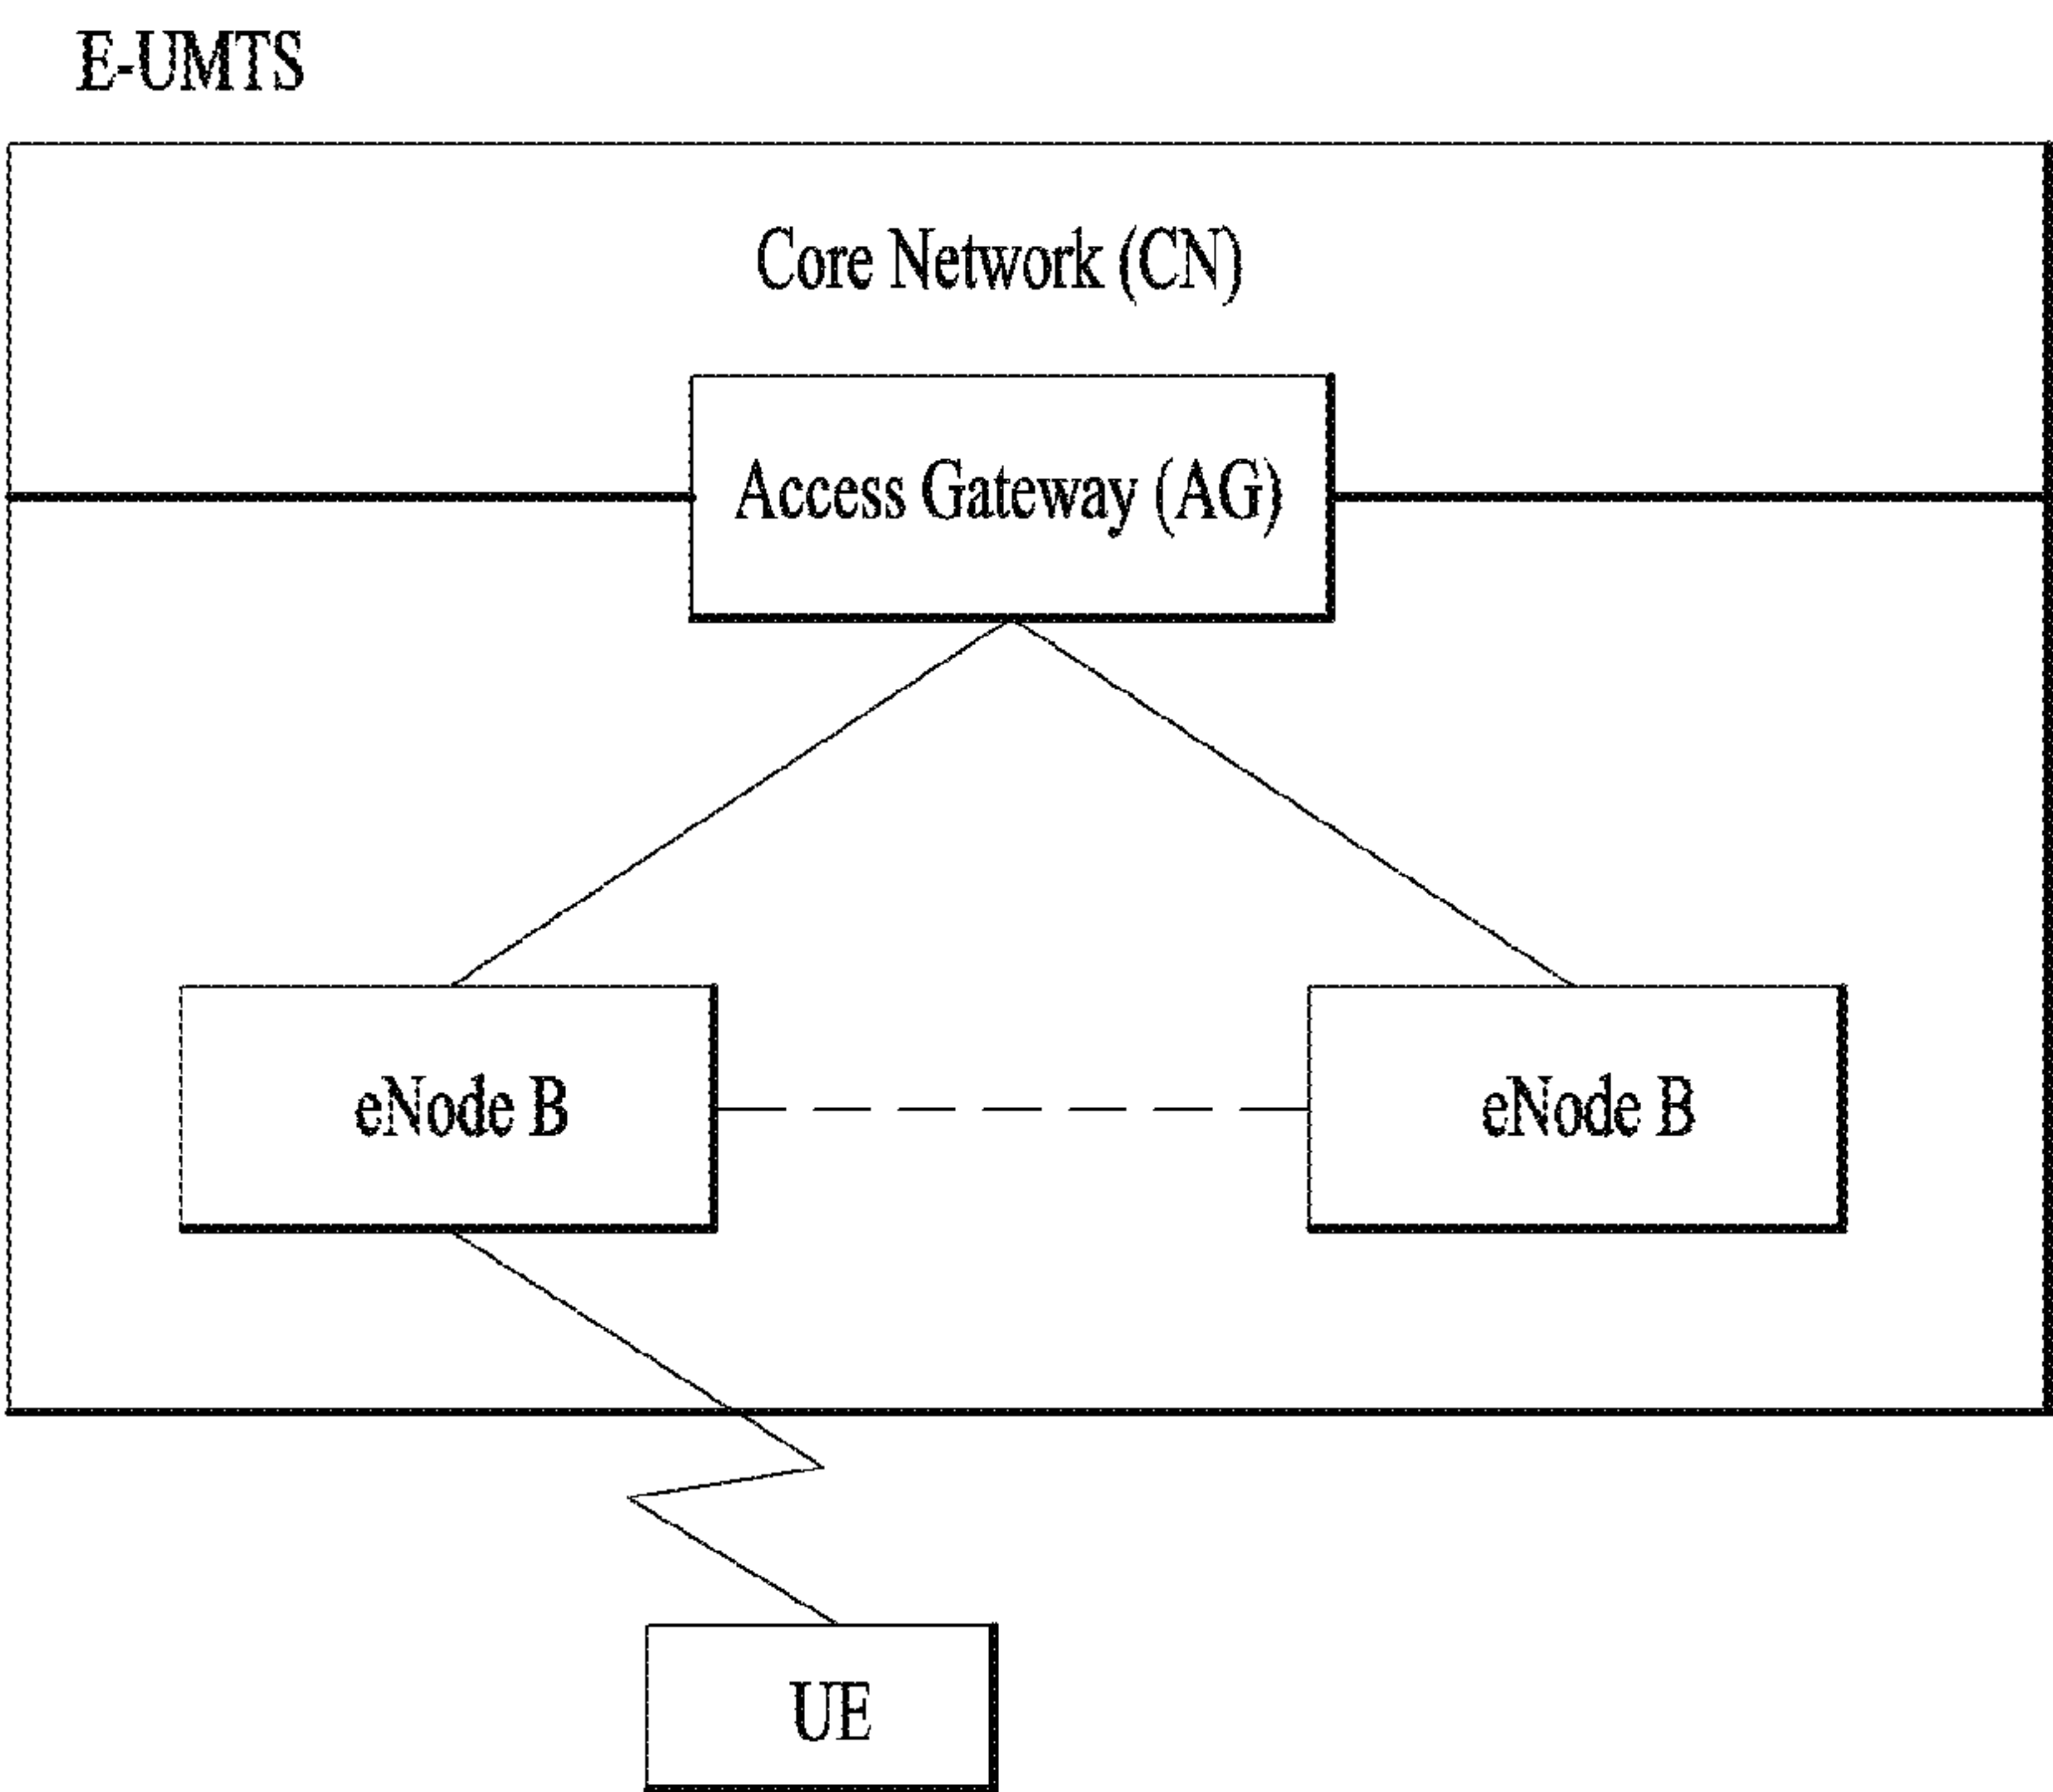 E-UMTS
Core Network (CN)
Access Gateway (AG)
eNode B
eNode B
UE